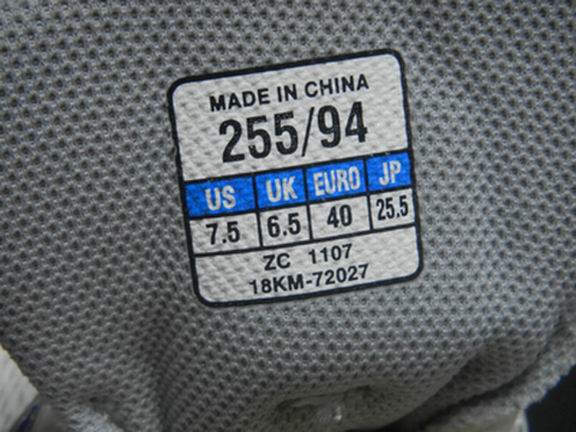 MADE IN CHINA
255/94
US UK EURO JP
7.5 6.5 40 25.5
ZC 1107
18KM-72027